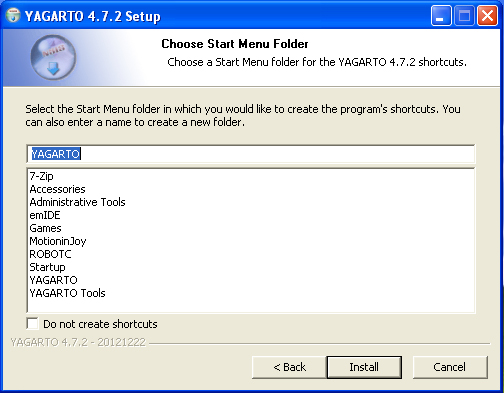 YAGARTO 4.7.2 Setup
Choose Start Menu Folder
Choose a Start Menu folder for the YAGARTO 4.7.2 shortcuts.
Select the Start Menu folder in which you would like to create the program's shortcuts. You
can also enter a name to create a new folder.
YAGARTO
7-Zip
Accessories
Administrative Tools
emIDE
Games
MotioninJoy
ROBOTC
Startup
YAGARTO
YAGARTO Tools
Do not create shortcuts
YAGARTO 4.7.2 - 20121222
< Back
Install
Cancel